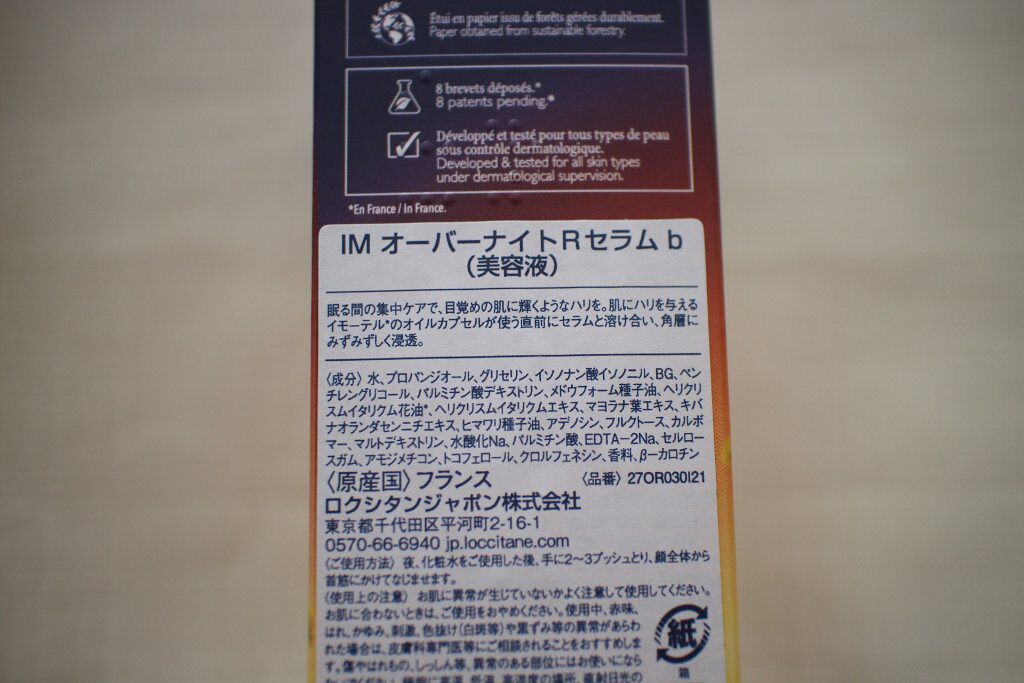 Étui en papier issu de forêts gérées durablement.
Paper obtained from sustainable forestry.
8 brevets déposés.*
8 patents pending.*
Développé et testé pour tous types de peau
sous contrôle dermatologique.
Developed & tested for all skin types
under dermatological supervision.
*En France / In France.
IM オーバーナイトRセラム b
(美容液)
眠る間の集中ケアで、目覚めの肌に輝くようなハリを。肌にハリを与える
イモーテル*のオイルカプセルが使う直前にセラムと溶け合い、角層に
みずみずしく浸透。
〈成分〉水、プロパンジオール、グリセリン、イソノナン酸イソノニル、BG、ペン
チレングリコール、パルミチン酸デキストリン、メドウフォーム種子油、ヘリクリ
スムイタリクム花油*、ヘリクリスムイタリクムエキス、マヨラナ葉エキス、キバ
ナオランダセンニチエキス、ヒマワリ種子油、アデノシン、フルクトース、カルボ
マー、マルトデキストリン、水酸化Na、パルミチン酸、EDTA-2Na、セルロー
スガム、アモジメチコン、トコフェロール、クロルフェネシン、香料、β-カロチン
〈原産国〉フランス 〈品番〉27OR030I21
ロクシタンジャポン株式会社
東京都千代田区平河町2-16-1
0570-66-6940 jp.loccitane.com
〈ご使用方法〉 夜、化粧水をご使用した後、手に2〜3プッシュとり、顔全体から
首筋にかけてなじませます。
〈使用上の注意〉 お肌に異常が生じていないかよく注意して使用してください。
お肌に合わないときは、ご使用をおやめください。使用中、赤味、
はれ、かゆみ、刺激、色抜け(白斑等)や黒ずみ等の異常があらわ
れた場合は、皮膚科専門医等にご相談されることをおすすめしま
す。傷やはれもの、しっしん等、異常のある部位にはお使いになら
ないでください。極端に高温、低温、高湿度の場所、直射日光の
紙
箱